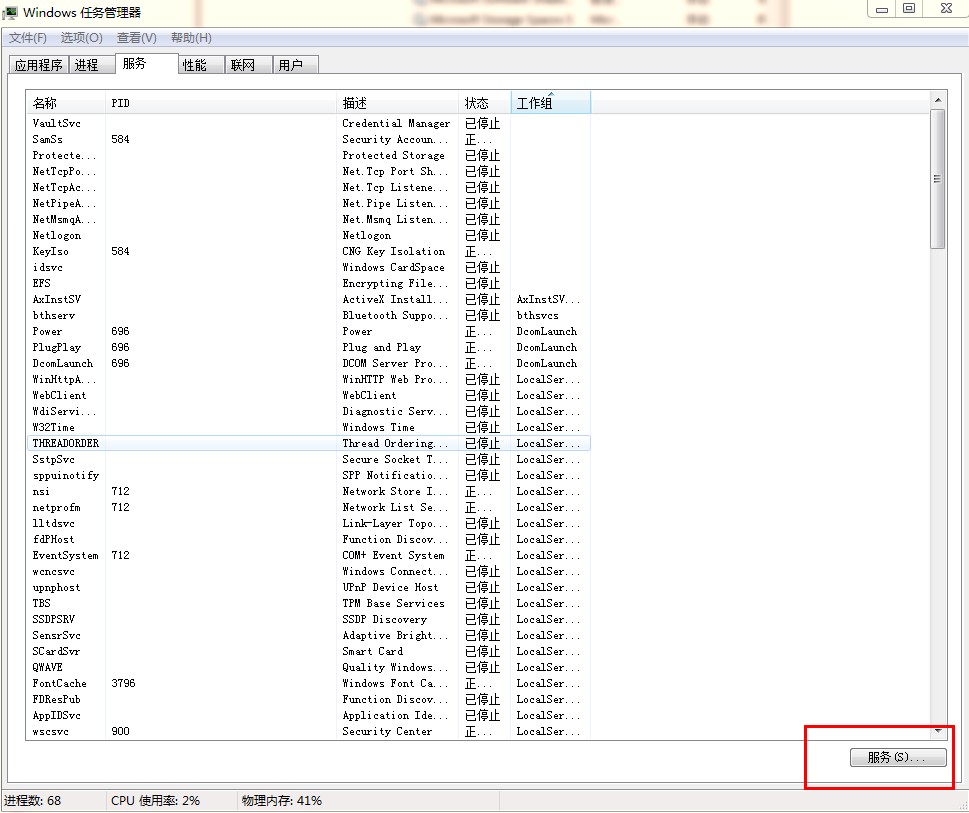 Windows 任务管理器
文件(F) 选项(O) 查看(V) 帮助(H)
应用程序 进程 服务 性能 联网 用户
名称 PID 描述 状态 工作组
VaultSvc Credential Manager 已停止
SamSs 584 Security Accoun... 正...
Protecte... Protected Storage 已停止
NetTcpPo... Net.Tcp Port Sh... 已停止
NetTcpAc... Net.Tcp Listene... 已停止
NetPipeA... Net.Pipe Listen... 已停止
NetMsmqA... Net.Msmq Listen... 已停止
Netlogon Netlogon 已停止
KeyIso 584 CNG Key Isolation 正...
idsvc Windows CardSpace 已停止
EFS Encrypting File... 已停止
AxInstSV ActiveX Install... 已停止 AxInstSV...
bthserv Bluetooth Suppo... 已停止 bthsvcs
Power 696 Power 正... DcomLaunch
PlugPlay 696 Plug and Play 正... DcomLaunch
DcomLaunch 696 DCOM Server Pro... 正... DcomLaunch
WinHttpA... WinHTTP Web Pro... 已停止 LocalSer...
WebClient WebClient 已停止 LocalSer...
WdiServi... Diagnostic Serv... 已停止 LocalSer...
W32Time Windows Time 已停止 LocalSer...
THREADORDER Thread Ordering... 已停止 LocalSer...
SstpSvc Secure Socket T... 已停止 LocalSer...
sppuinotify SPP Notificatio... 已停止 LocalSer...
nsi 712 Network Store I... 正... LocalSer...
netprofm 712 Network List Se... 正... LocalSer...
lltdsvc Link-Layer Topo... 已停止 LocalSer...
fdPHost Function Discov... 已停止 LocalSer...
EventSystem 712 COM+ Event System 正... LocalSer...
wcncsvc Windows Connect... 已停止 LocalSer...
upnphost UPnP Device Host 已停止 LocalSer...
TBS TPM Base Services 已停止 LocalSer...
SSDPSRV SSDP Discovery 已停止 LocalSer...
SensrSvc Adaptive Bright... 已停止 LocalSer...
SCardSvr Smart Card 已停止 LocalSer...
QWAVE Quality Windows... 已停止 LocalSer...
FontCache 3796 Windows Font Ca... 正... LocalSer...
FDResPub Function Discov... 已停止 LocalSer...
AppIDSvc Application Ide... 已停止 LocalSer...
wscsvc 900 Security Center 正... LocalSer...
服务(S)...
进程数: 68 CPU 使用率: 2% 物理内存: 41%